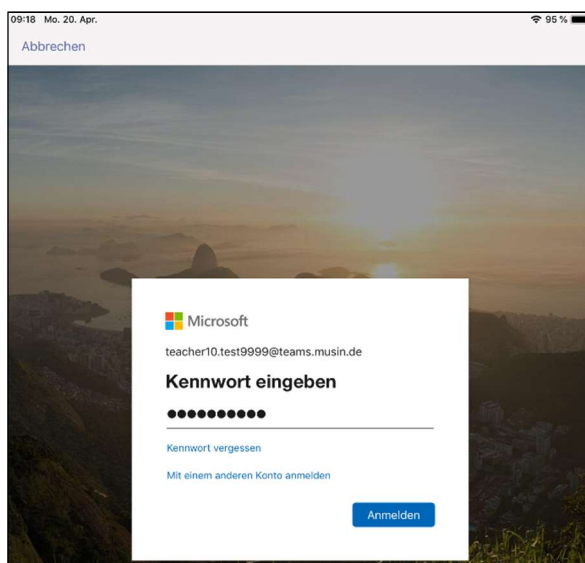 09:18 Mo. 20. Apr. 95 %
Abbrechen
Microsoft
teacher10.test9999@teams.musin.de
Kennwort eingeben
●●●●●●●●●●
Kennwort vergessen
Mit einem anderen Konto anmelden
Anmelden